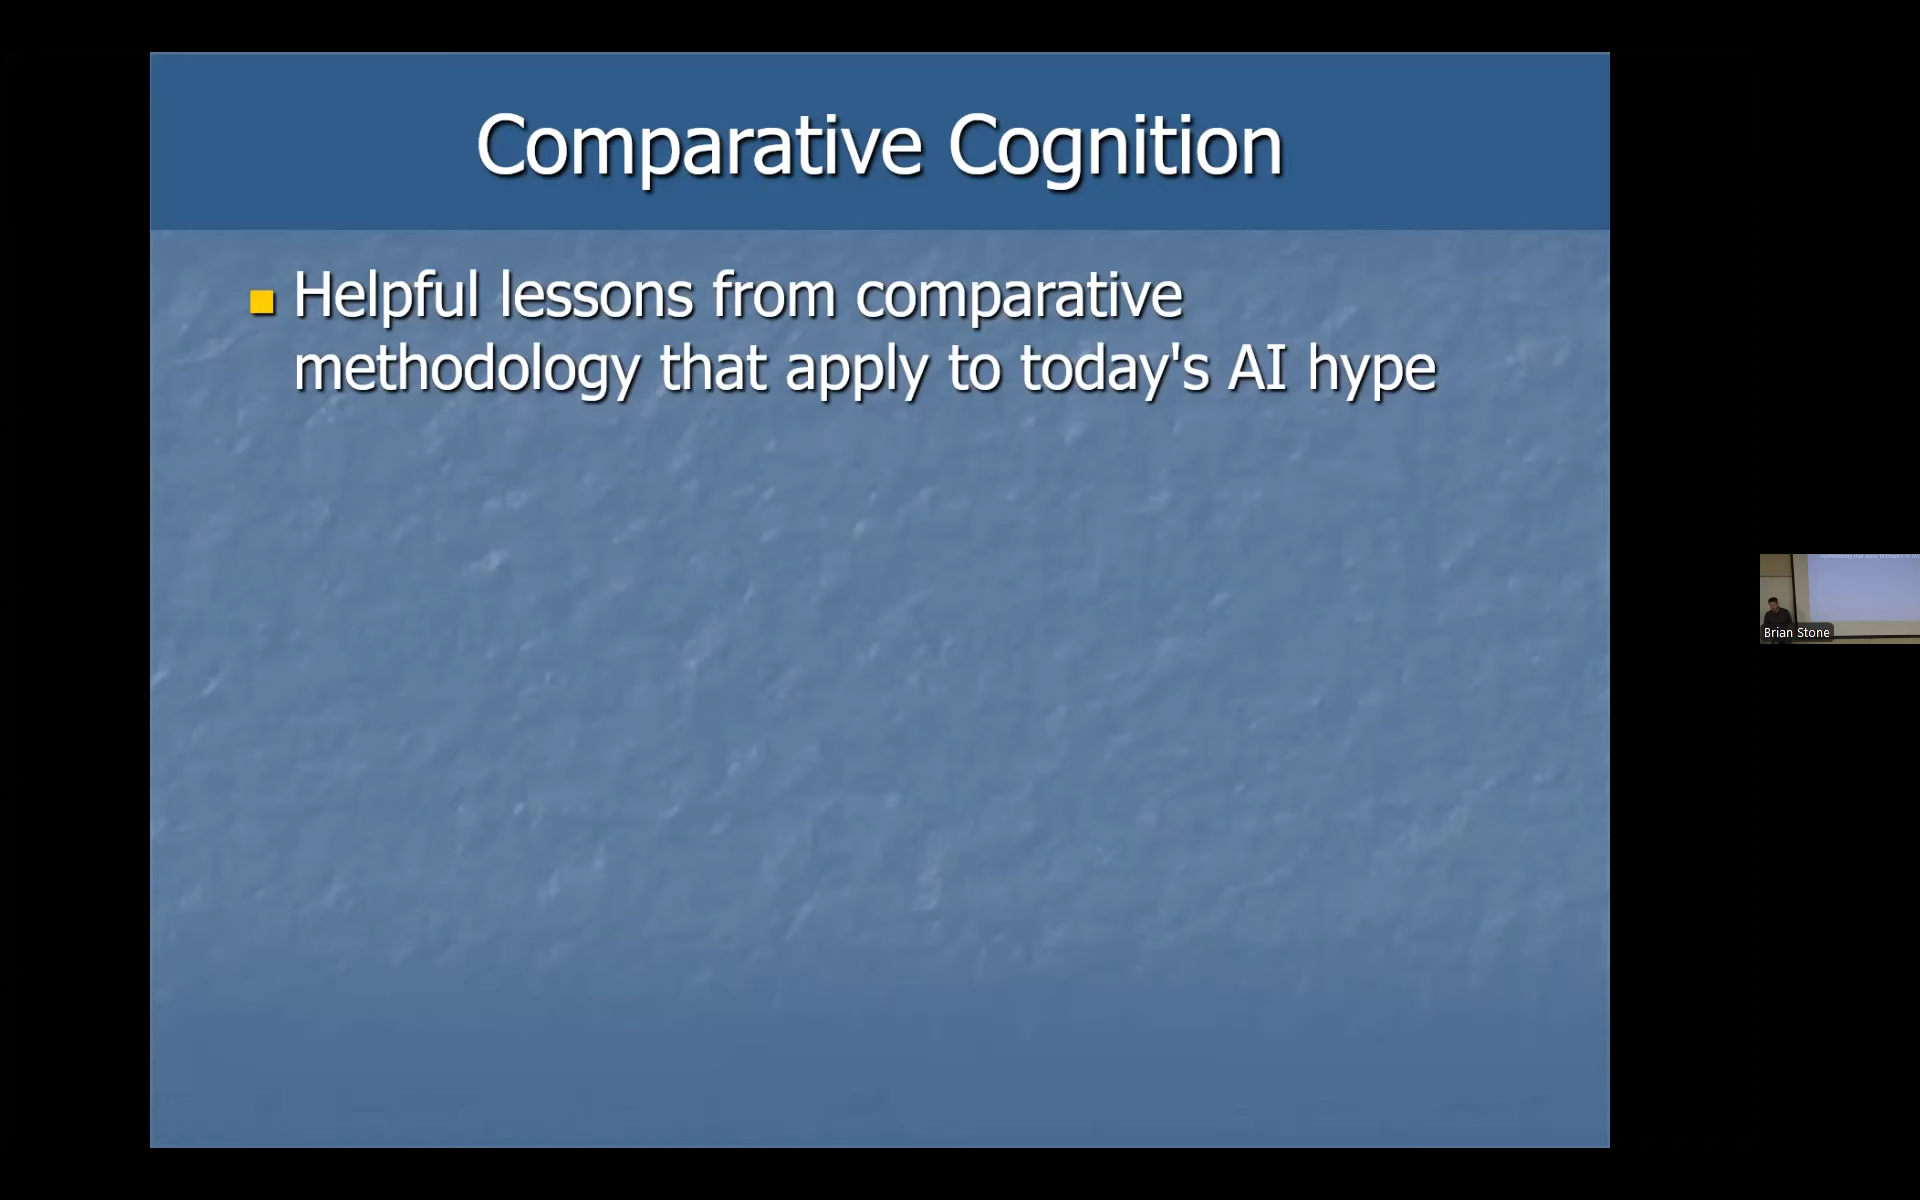 Comparative Cognition
Helpful lessons from comparative
methodology that apply to today's AI hype
Brian Stone